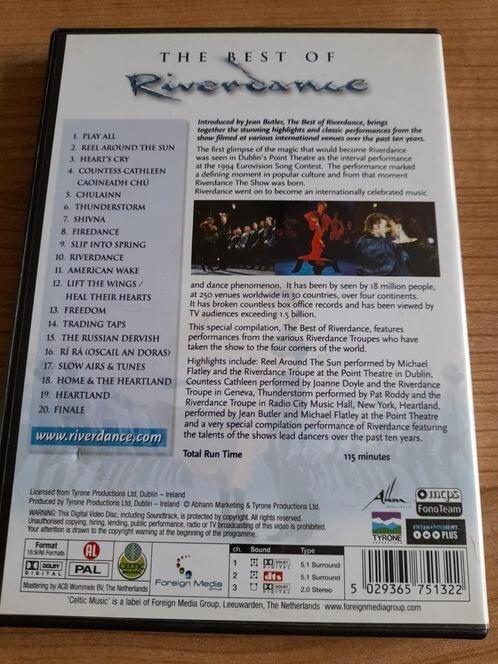 THE BEST OF
Riverdance
1. PLAY ALL
2. REEL AROUND THE SUN
3. HEART'S CRY
4. COUNTESS CATHLEEN
CAOINEADH CHÚ
5. CHULAINN
6. THUNDERSTORM
7. SHIVNA
8. FIREDANCE
9. SLIP INTO SPRING
10. RIVERDANCE
11. AMERICAN WAKE
12. LIFT THE WINGS /
HEAL THEIR HEARTS
13. FREEDOM
14. TRADING TAPS
15. THE RUSSIAN DERVISH
16. RÍ RÁ (OSCAIL AN DORAS)
17. SLOW AIRS & TUNES
18. HOME & THE HEARTLAND
19. HEARTLAND
20. FINALE
www.riverdance.com
Introduced by Jean Butler, The Best of Riverdance, brings
together the stunning highlights and classic performances from the
show filmed at various international venues over the past ten years.
The first glimpse of the magic that would become Riverdance
was seen in Dublin's Point Theatre as the interval performance
at the 1994 Eurovision Song Contest. The performance marked
a defining moment in popular culture and from that moment
Riverdance The Show was born.
Riverdance went on to become an internationally celebrated music
and dance phenomenon. It has been by seen by 18 million people,
at 250 venues worldwide in 30 countries, over four continents.
It has broken countless box office records and has been viewed by
TV audiences exceeding 1.5 billion.
This special compilation, The Best of Riverdance, features
performances from the various Riverdance Troupes who have
taken the show to the four corners of the world.
Highlights include: Reel Around The Sun performed by Michael
Flatley and the Riverdance Troupe at the Point Theatre in Dublin,
Countess Cathleen performed by Joanne Doyle and the Riverdance
Troupe in Geneva, Thunderstorm performed by Pat Roddy and the
Riverdance Troupe in Radio City Music Hall, New York, Heartland,
performed by Jean Butler and Michael Flatley at the Point Theatre
and a very special compilation performance of Riverdance featuring
the talents of the shows lead dancers over the past ten years.
Total Run Time 115 minutes
Licensed from Tyrone Productions Ltd, Dublin – Ireland
Produced by Tyrone Productions Ltd, Dublin – Ireland © Abhann Marketing & Tyrone Productions Ltd.
WARNING: This Digital Video Disc, including Soundtrack, is protected by copyright. All rights reserved.
Unauthorised copying, hiring, lending, public performance, radio or TV broadcasting of this video is prohibited.
Your attention is drawn to the copyright warning at the beginning of the programme.
mcps
FonoTeam
TYRONE
ENTERTAINMENT
PLUS
Format
16:9/All Formats
AL
DOLBY
DIGITAL
PAL
CELTIC
Foreign Media
Mastering by ACB Wommels BV, The Netherlands
ch. Sound Type
1 DOLBY DIGITAL 5.1 Surround
2 dts 5.1 Surround
3 DOLBY DIGITAL 2.0 Stereo
5 029365 751322
'Celtic Music' is a label of Foreign Media Group, Leeuwarden, The Netherlands www.foreignmediagroup.com